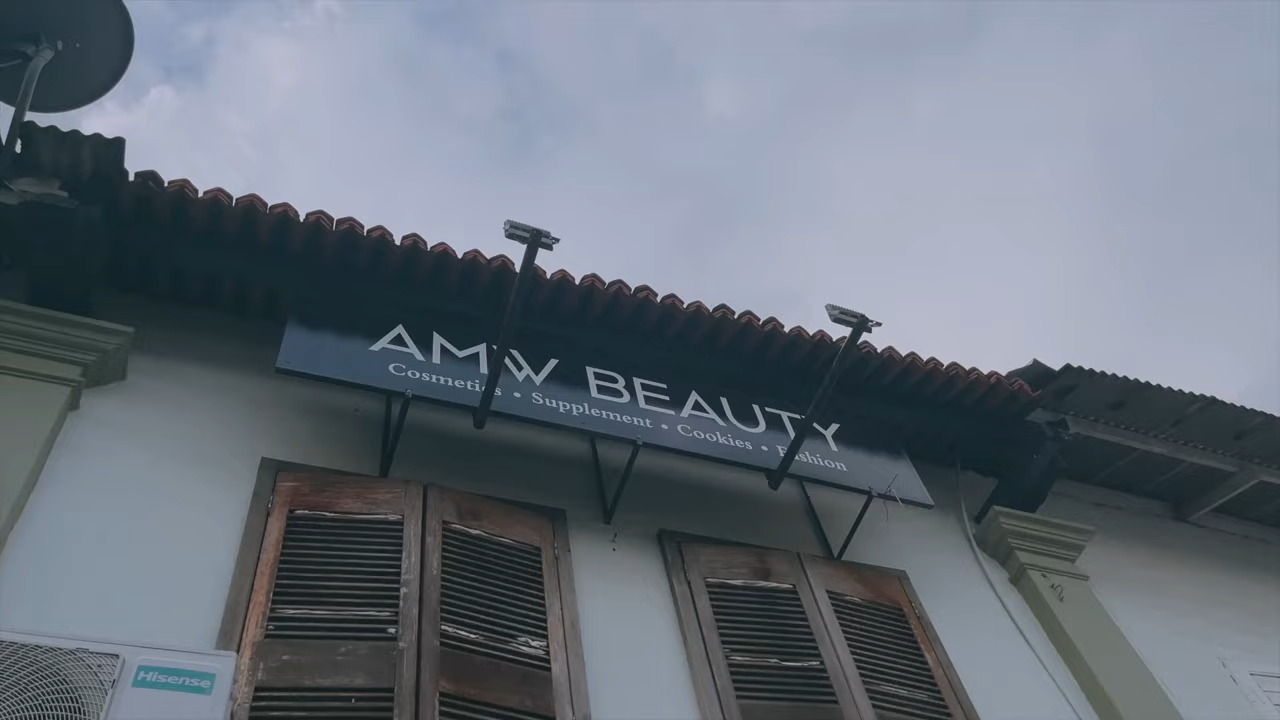 AMW BEAUTY
Cosmetics • Supplement • Cookies • Fashion
Hisense